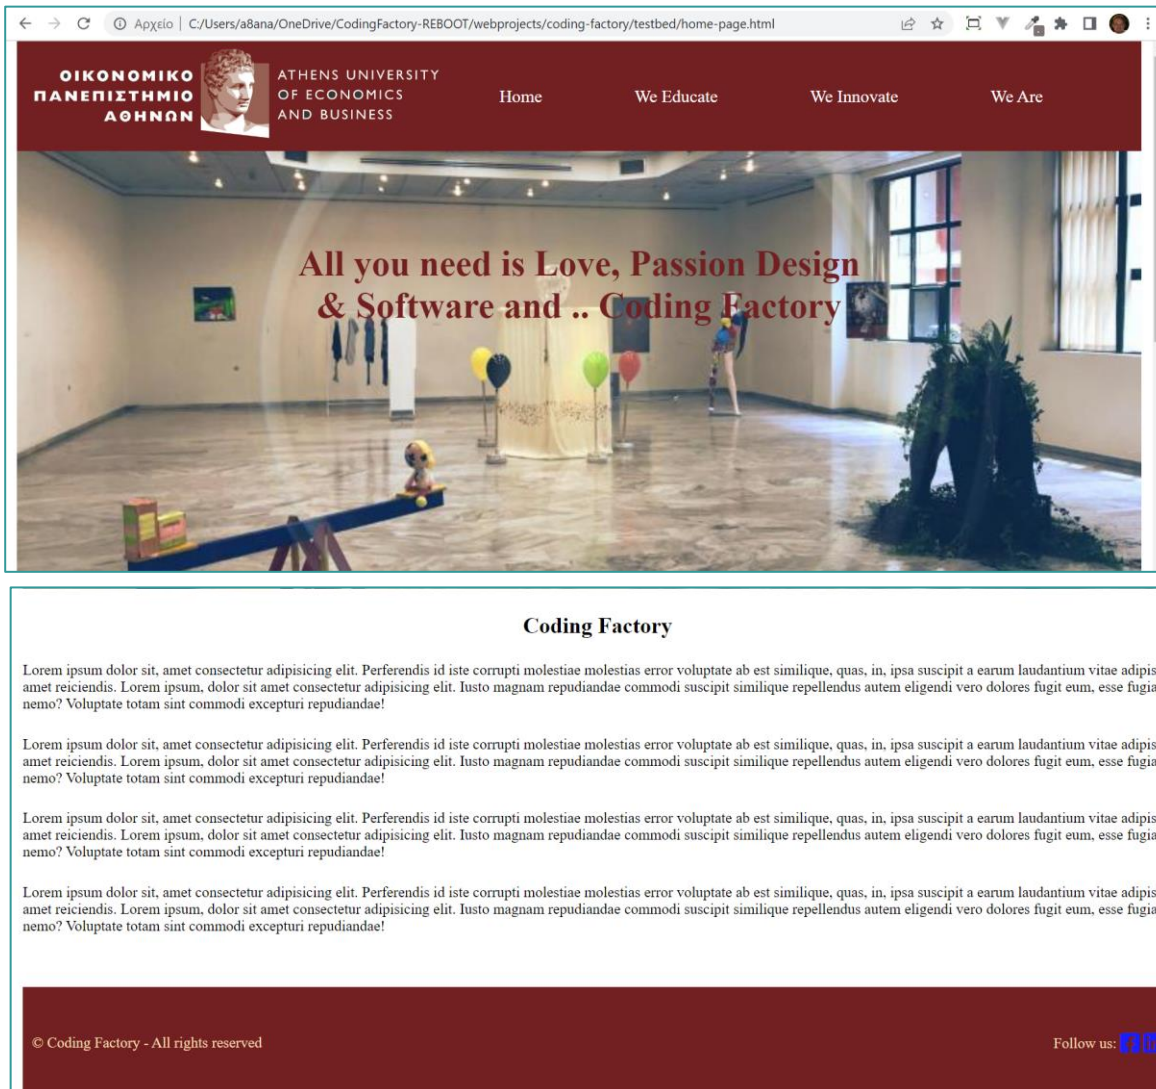 Αρχείο | C:/Users/a8ana/OneDrive/CodingFactory-REBOOT/webprojects/coding-factory/testbed/home-page.html
ΟΙΚΟΝΟΜΙΚΟ
ΠΑΝΕΠΙΣΤΗΜΙΟ
ΑΘΗΝΩΝ
ATHENS UNIVERSITY
OF ECONOMICS
AND BUSINESS
Home We Educate We Innovate We Are
All you need is Love, Passion Design
& Software and .. Coding Factory
Coding Factory
Lorem ipsum dolor sit, amet consectetur adipisicing elit. Perferendis id iste corrupti molestiae molestias error voluptate ab est similique, quas, in, ipsa suscipit a earum laudantium vitae adipis
amet reiciendis. Lorem ipsum, dolor sit amet consectetur adipisicing elit. Iusto magnam repudiandae commodi suscipit similique repellendus autem eligendi vero dolores fugit eum, esse fugia
nemo? Voluptate totam sint commodi excepturi repudiandae!
Lorem ipsum dolor sit, amet consectetur adipisicing elit. Perferendis id iste corrupti molestiae molestias error voluptate ab est similique, quas, in, ipsa suscipit a earum laudantium vitae adipis
amet reiciendis. Lorem ipsum, dolor sit amet consectetur adipisicing elit. Iusto magnam repudiandae commodi suscipit similique repellendus autem eligendi vero dolores fugit eum, esse fugia
nemo? Voluptate totam sint commodi excepturi repudiandae!
Lorem ipsum dolor sit, amet consectetur adipisicing elit. Perferendis id iste corrupti molestiae molestias error voluptate ab est similique, quas, in, ipsa suscipit a earum laudantium vitae adipis
amet reiciendis. Lorem ipsum, dolor sit amet consectetur adipisicing elit. Iusto magnam repudiandae commodi suscipit similique repellendus autem eligendi vero dolores fugit eum, esse fugia
nemo? Voluptate totam sint commodi excepturi repudiandae!
Lorem ipsum dolor sit, amet consectetur adipisicing elit. Perferendis id iste corrupti molestiae molestias error voluptate ab est similique, quas, in, ipsa suscipit a earum laudantium vitae adipis
amet reiciendis. Lorem ipsum, dolor sit amet consectetur adipisicing elit. Iusto magnam repudiandae commodi suscipit similique repellendus autem eligendi vero dolores fugit eum, esse fugia
nemo? Voluptate totam sint commodi excepturi repudiandae!
© Coding Factory - All rights reserved Follow us: